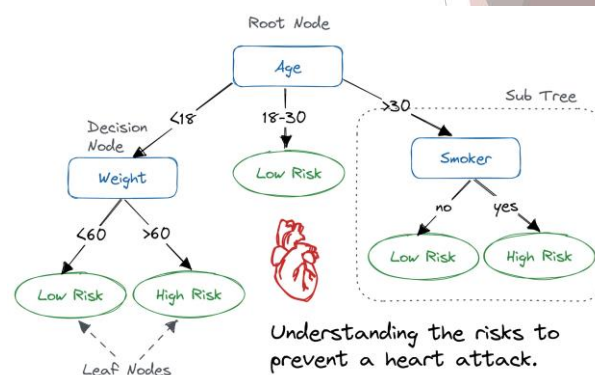 Root Node
Age
Sub Tree
<18
18-30
>30
Decision
Node
Weight
Low Risk
Smoker
<60
>60
no
yes
Low Risk
High Risk
Low Risk
High Risk
Understanding the risks to
prevent a heart attack.
Leaf Nodes